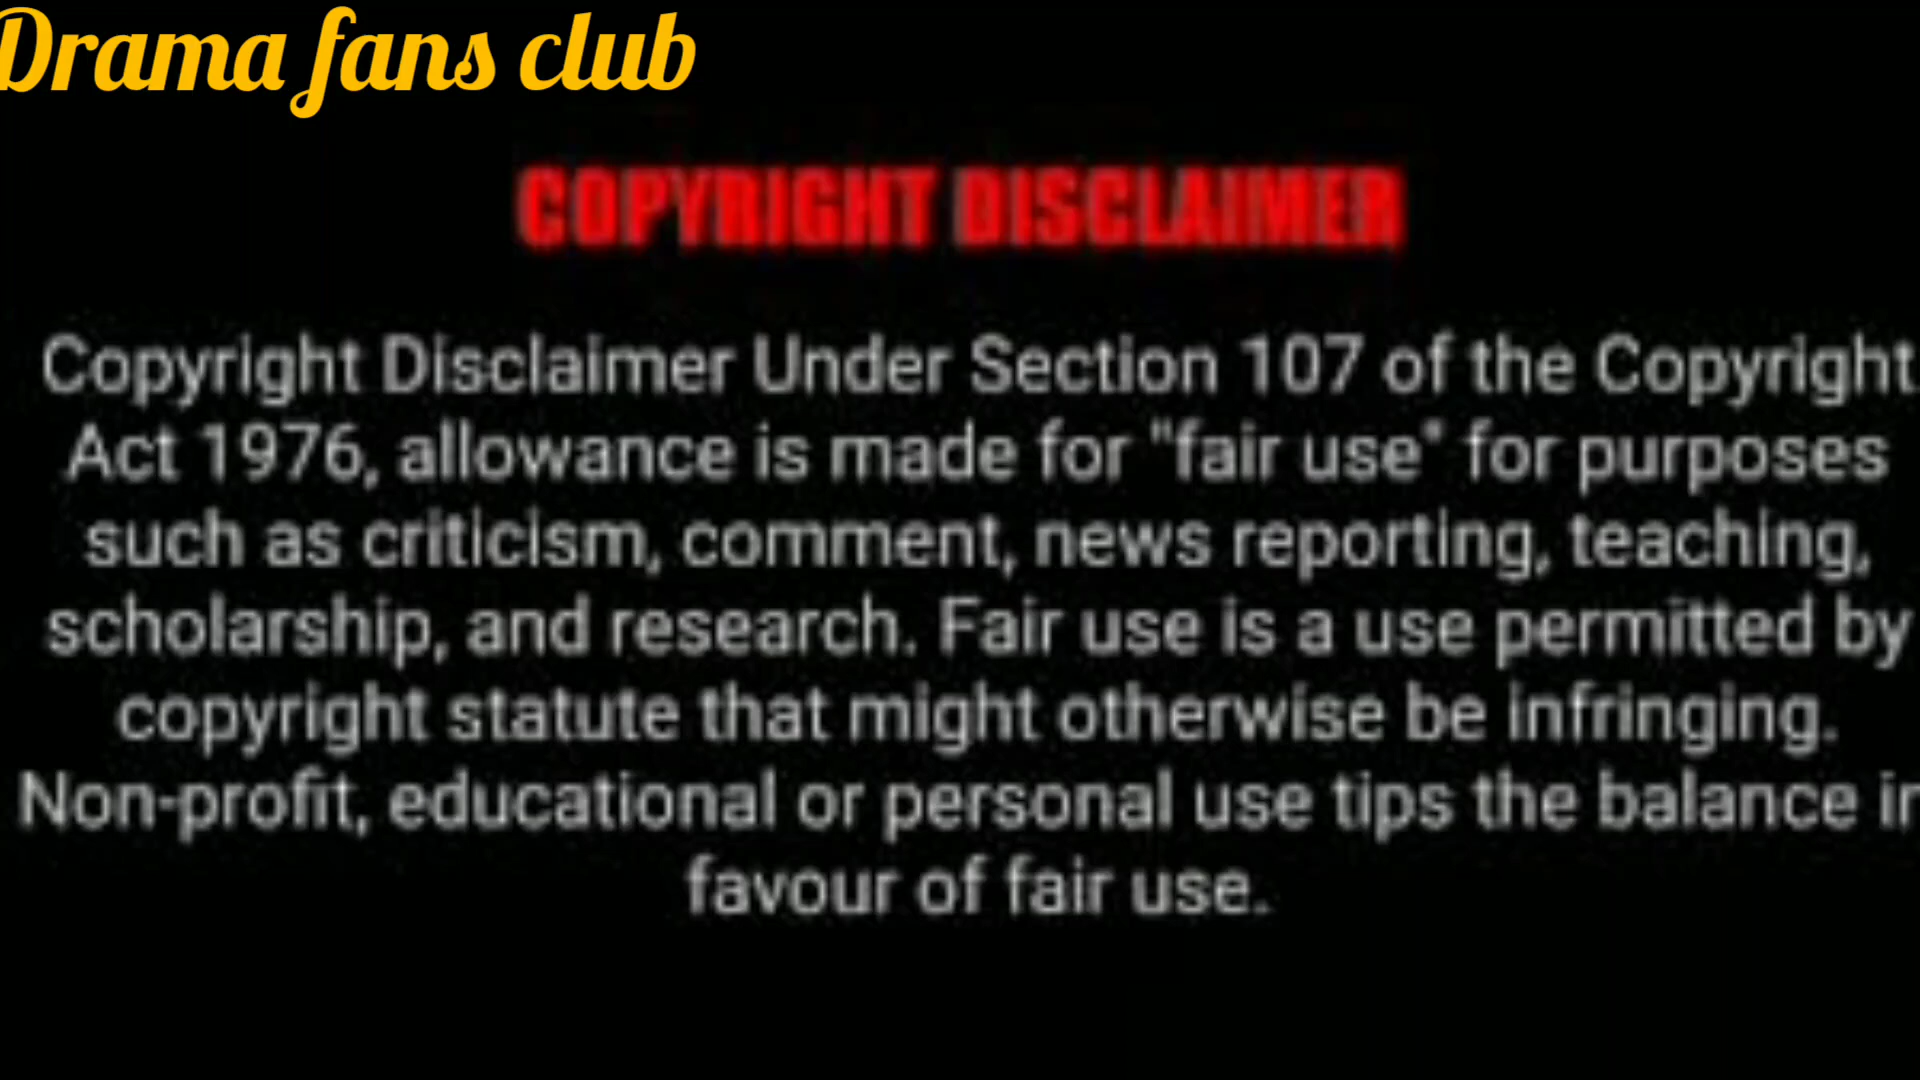 Drama fans club
COPYRIGHT DISCLAIMER
Copyright Disclaimer Under Section 107 of the Copyright
Act 1976, allowance is made for "fair use" for purposes
such as criticism, comment, news reporting, teaching,
scholarship, and research. Fair use is a use permitted by
copyright statute that might otherwise be infringing.
Non-profit, educational or personal use tips the balance in
favour of fair use.